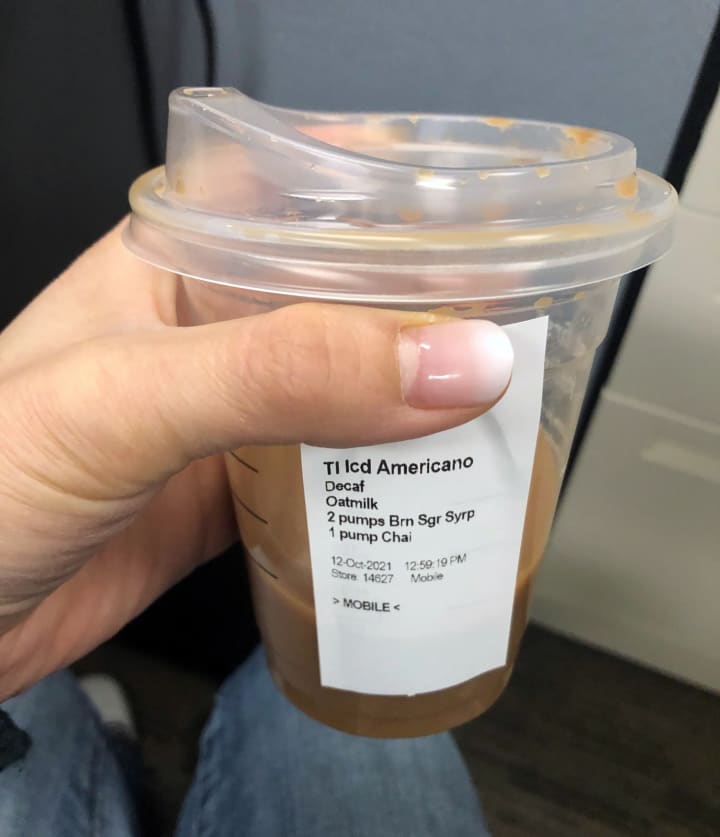 Tl Icd Americano
Decaf
Oatmilk
2 pumps Brn Sgr Syrp
1 pump Chai
12-Oct-2021 12:59:19 PM
Store: 14627 Mobile
> MOBILE <